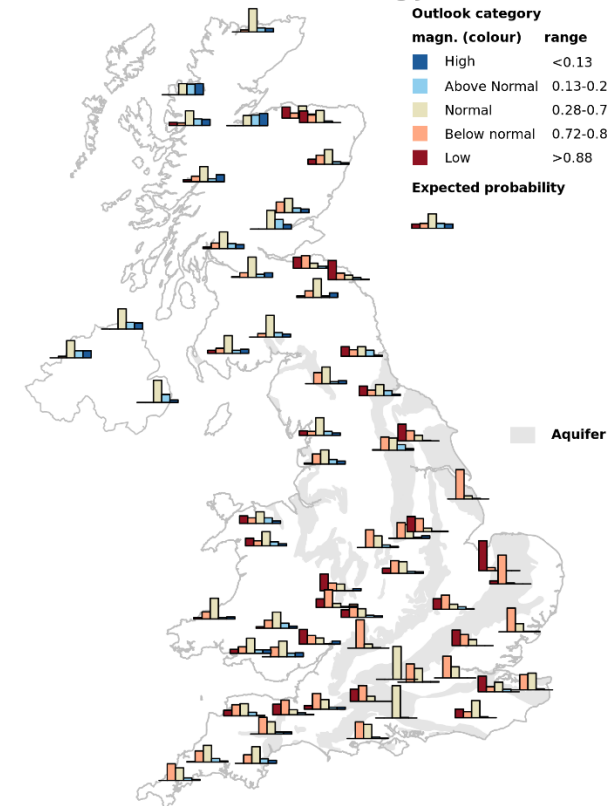 Outlook category
magn. (colour) range
High <0.13
Above Normal 0.13-0.2
Normal 0.28-0.7
Below normal 0.72-0.8
Low >0.88
Expected probability
Aquifer